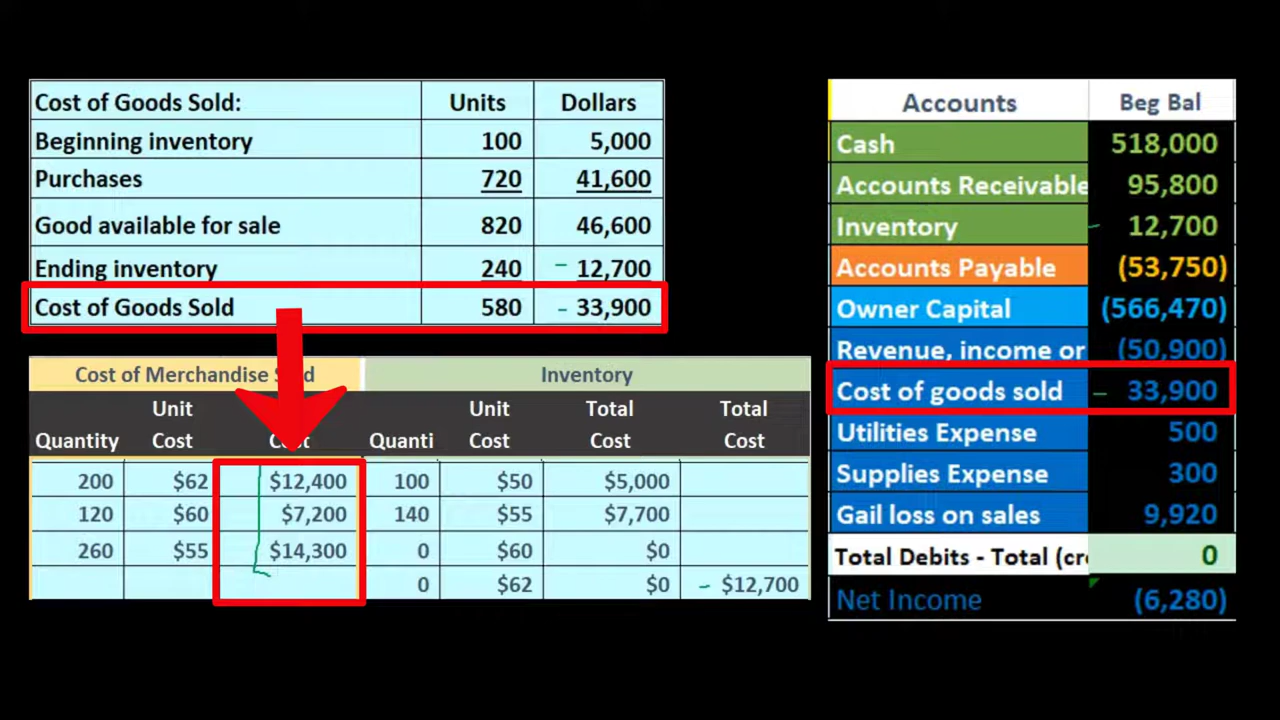 Cost of Goods Sold: Units Dollars
Beginning inventory 100 5,000
Purchases 720 41,600
Good available for sale 820 46,600
Ending inventory 240 12,700
Cost of Goods Sold 580 33,900
Cost of Merchandise S d Inventory
Unit Unit Total Total
Quantity Cost Cost Quanti Cost Cost Cost
200 $62 $12,400 100 $50 $5,000
120 $60 $7,200 140 $55 $7,700
260 $55 $14,300 0 $60 $0
0 $62 $0 $12,700
Accounts Beg Bal
Cash 518,000
Accounts Receivable 95,800
Inventory 12,700
Accounts Payable (53,750)
Owner Capital (566,470)
Revenue, income or (50,900)
Cost of goods sold 33,900
Utilities Expense 500
Supplies Expense 300
Gail loss on sales 9,920
Total Debits - Total (cre 0
Net Income (6,280)